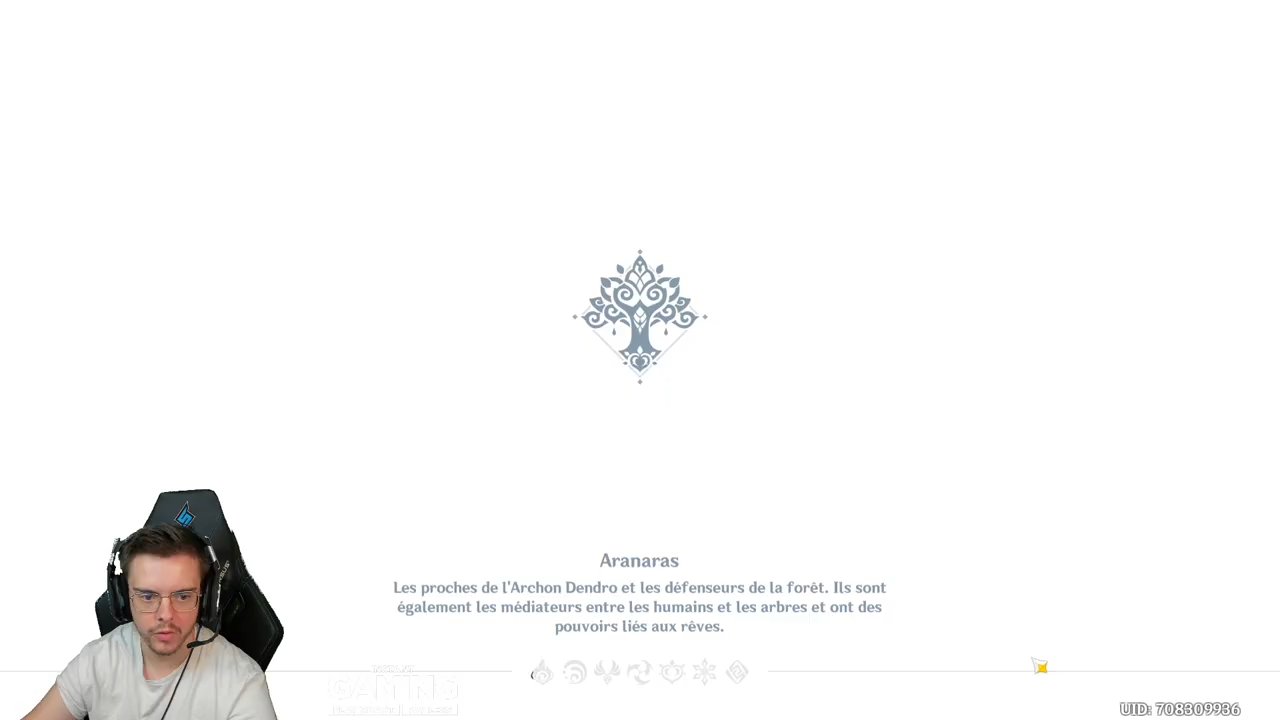 Aranaras
Les proches de l'Archon Dendro et les défenseurs de la forêt. Ils sont
également les médiateurs entre les humains et les arbres et ont des
pouvoirs liés aux rêves.
GAMING
UID: 708309936